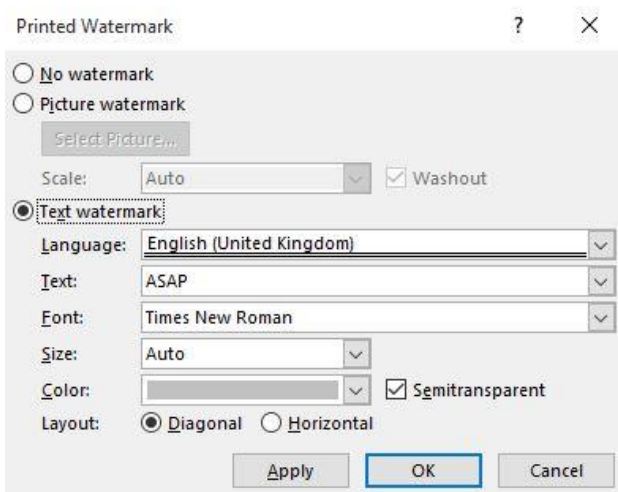 Printed Watermark ? X
No watermark
Picture watermark
Select Picture...
Scale: Auto Washout
Text watermark
Language: English (United Kingdom)
Text: ASAP
Font: Times New Roman
Size: Auto
Color: Semitransparent
Layout: Diagonal Horizontal
Apply OK Cancel